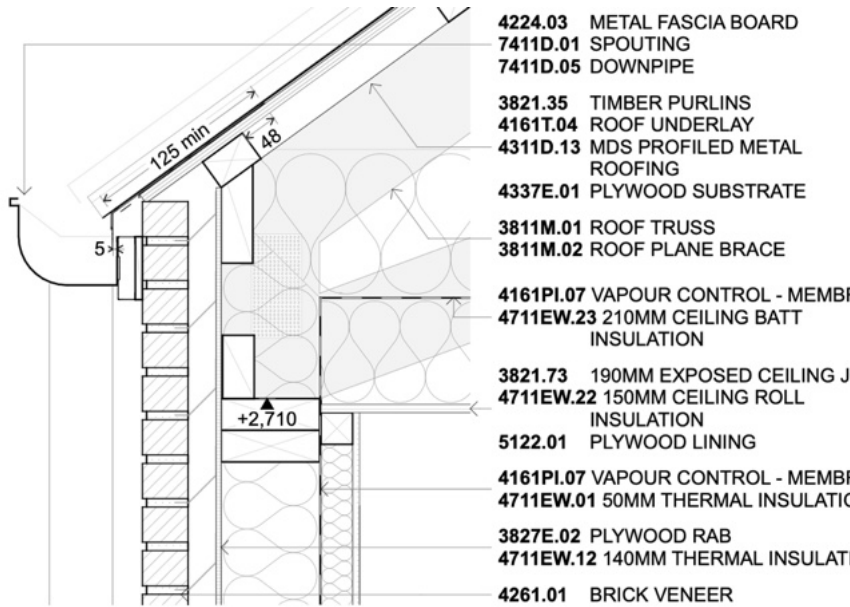 4224.03 METAL FASCIA BOARD
7411D.01 SPOUTING
7411D.05 DOWNPIPE
3821.35 TIMBER PURLINS
4161T.04 ROOF UNDERLAY
4311D.13 MDS PROFILED METAL
ROOFING
4337E.01 PLYWOOD SUBSTRATE
3811M.01 ROOF TRUSS
3811M.02 ROOF PLANE BRACE
4161PI.07 VAPOUR CONTROL - MEMBR
4711EW.23 210MM CEILING BATT
INSULATION
3821.73 190MM EXPOSED CEILING J
4711EW.22 150MM CEILING ROLL
INSULATION
5122.01 PLYWOOD LINING
4161PI.07 VAPOUR CONTROL - MEMBR
4711EW.01 50MM THERMAL INSULATIO
3827E.02 PLYWOOD RAB
4711EW.12 140MM THERMAL INSULATI
4261.01 BRICK VENEER
125 min
48
5
+2,710